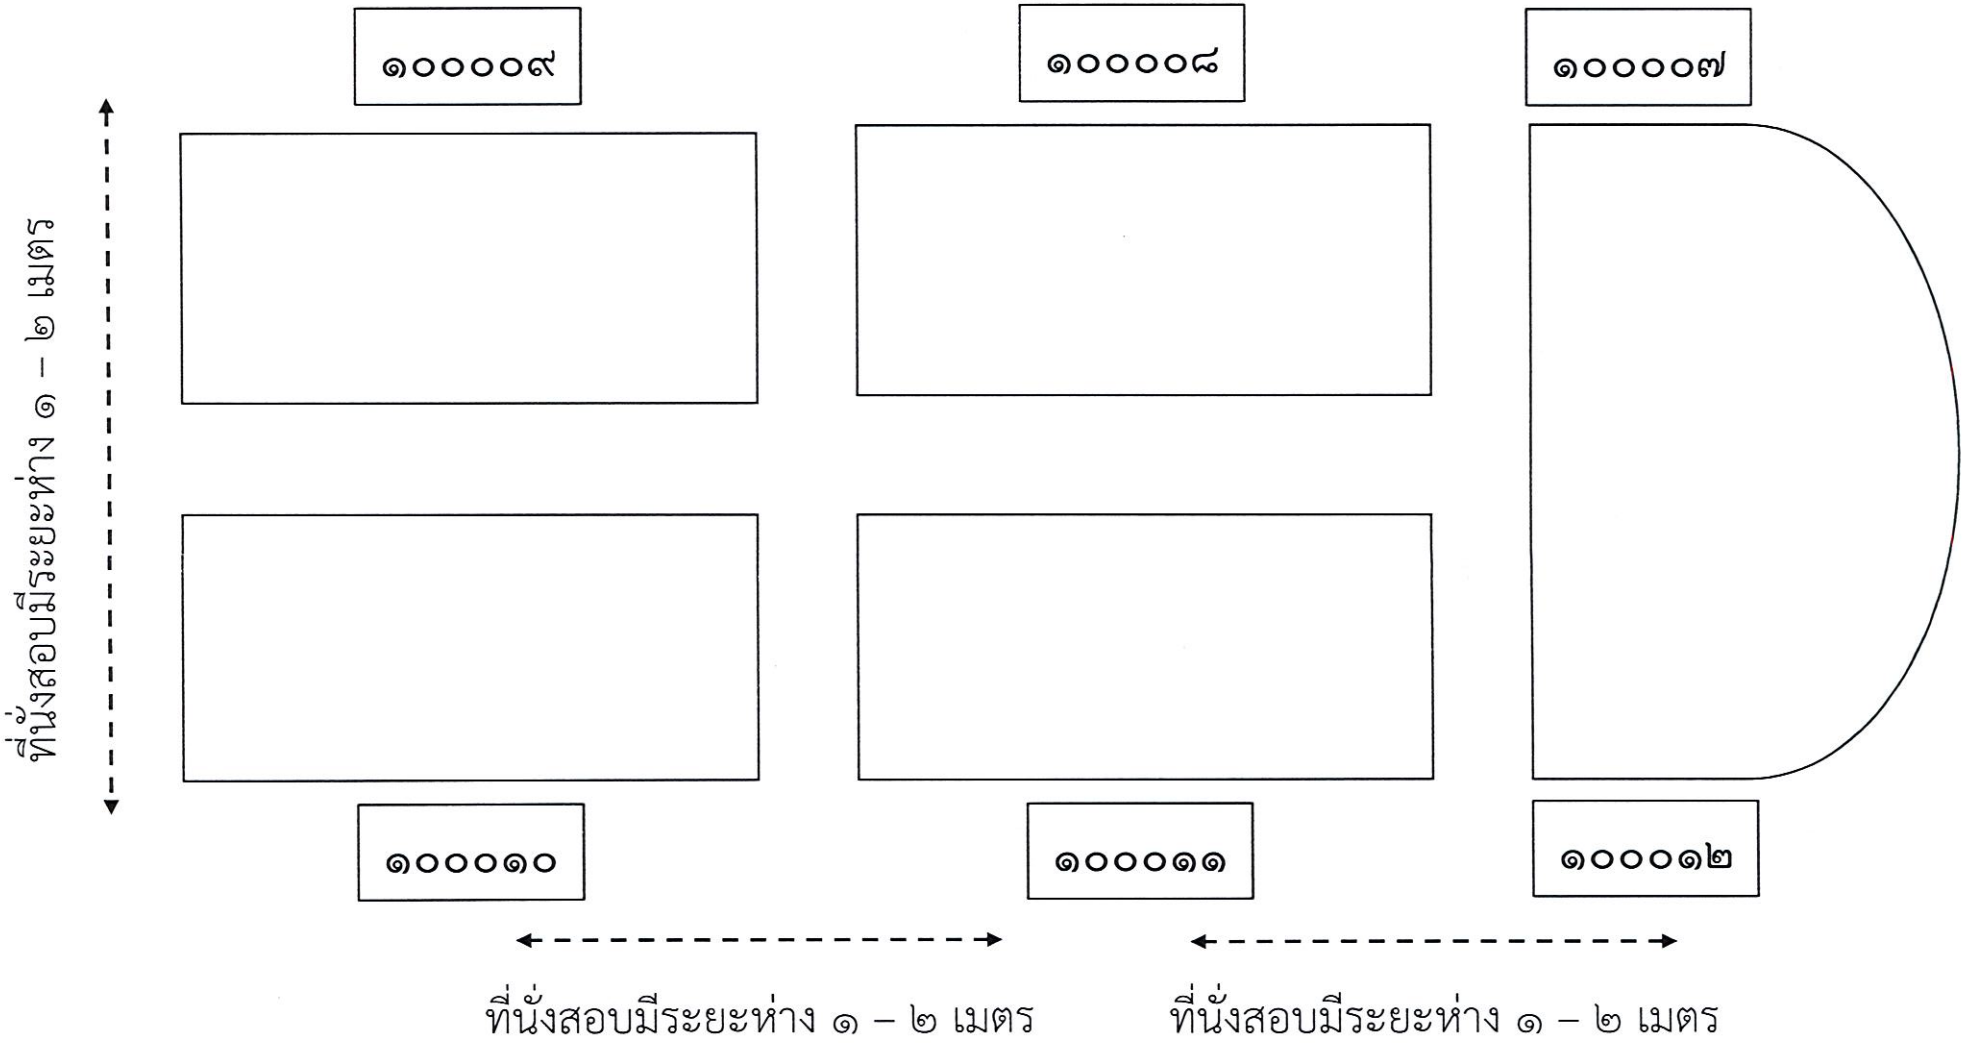 ๑๐๐๐๐๙
๑๐๐๐๐๘
๑๐๐๐๐๗
ที่นั่งสอบมีระยะห่าง ๑ – ๒ เมตร
๑๐๐๐๑๐
๑๐๐๐๑๑
๑๐๐๐๑๒
ที่นั่งสอบมีระยะห่าง ๑ – ๒ เมตร
ที่นั่งสอบมีระยะห่าง ๑ – ๒ เมตร